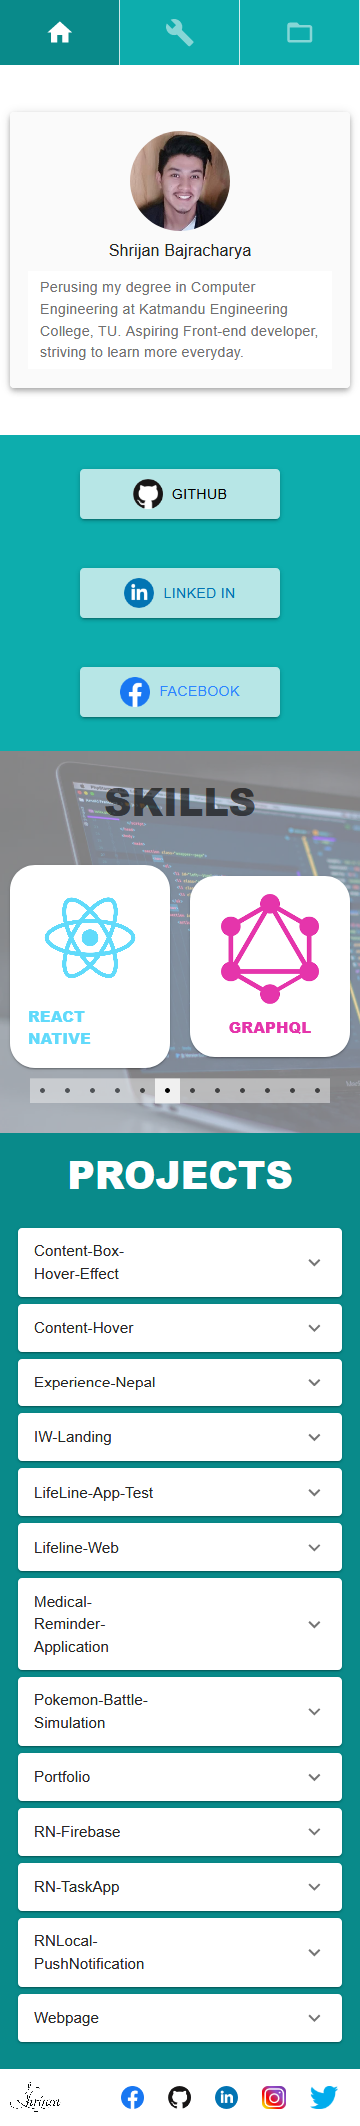 Shrijan Bajracharya
Perusing my degree in Computer
Engineering at Katmandu Engineering
College, TU. Aspiring Front-end developer,
striving to learn more everyday.
GITHUB
LINKED IN
FACEBOOK
SKILLS
REACT
NATIVE
GRAPHQL
PROJECTS
Content-Box-
Hover-Effect
Content-Hover
Experience-Nepal
IW-Landing
LifeLine-App-Test
Lifeline-Web
Medical-
Reminder-
Application
Pokemon-Battle-
Simulation
Portfolio
RN-Firebase
RN-TaskApp
RNLocal-
PushNotification
Webpage
Shrijan